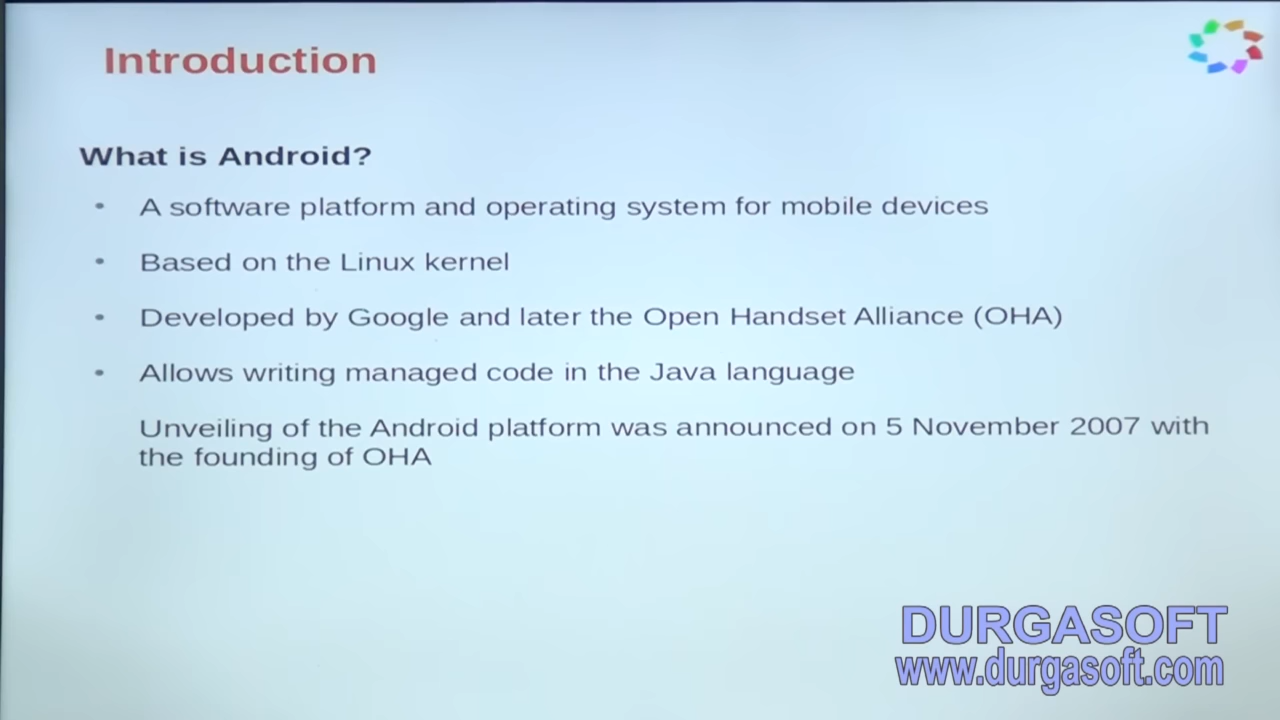 Introduction
What is Android?
• A software platform and operating system for mobile devices
• Based on the Linux kernel
• Developed by Google and later the Open Handset Alliance (OHA)
• Allows writing managed code in the Java language
Unveiling of the Android platform was announced on 5 November 2007 with
the founding of OHA
DURGASOFT
www.durgasoft.com